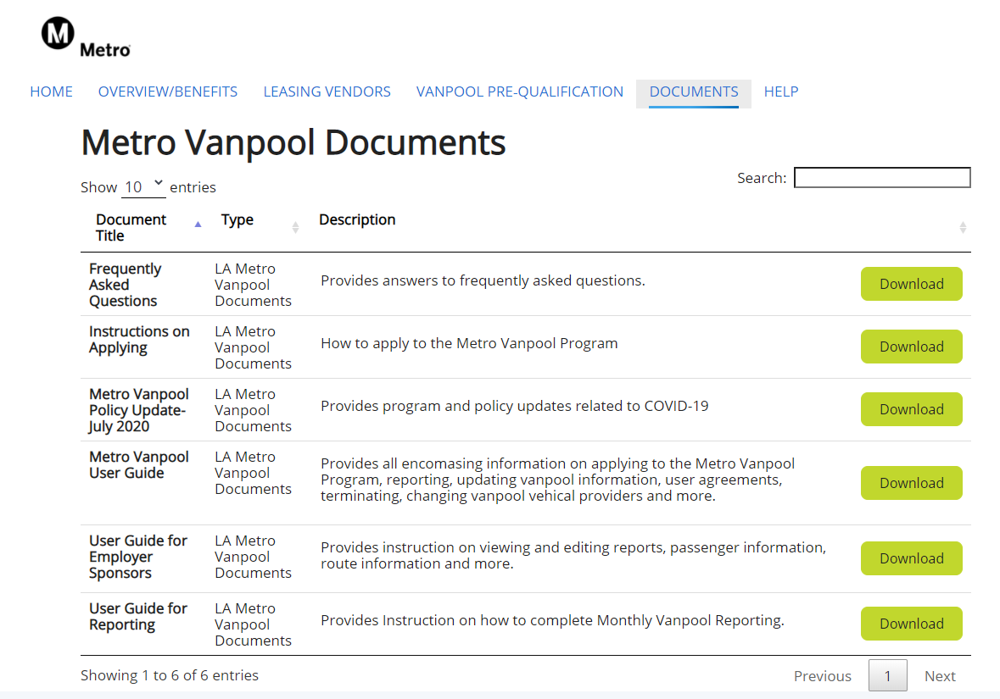 M Metro
HOME OVERVIEW/BENEFITS LEASING VENDORS VANPOOL PRE-QUALIFICATION DOCUMENTS HELP
Metro Vanpool Documents
Show 10 entries
Search:
Document
Title
Type
Description
Frequently
Asked
Questions
LA Metro
Vanpool
Documents
Provides answers to frequently asked questions.
Download
Instructions on
Applying
LA Metro
Vanpool
Documents
How to apply to the Metro Vanpool Program
Download
Metro Vanpool
Policy Update-
July 2020
LA Metro
Vanpool
Documents
Provides program and policy updates related to COVID-19
Download
Metro Vanpool
User Guide
LA Metro
Vanpool
Documents
Provides all encomasing information on applying to the Metro Vanpool
Program, reporting, updating vanpool information, user agreements,
terminating, changing vanpool vehical providers and more.
Download
User Guide for
Employer
Sponsors
LA Metro
Vanpool
Documents
Provides instruction on viewing and editing reports, passenger information,
route information and more.
Download
User Guide for
Reporting
LA Metro
Vanpool
Documents
Provides Instruction on how to complete Monthly Vanpool Reporting.
Download
Showing 1 to 6 of 6 entries
Previous 1 Next